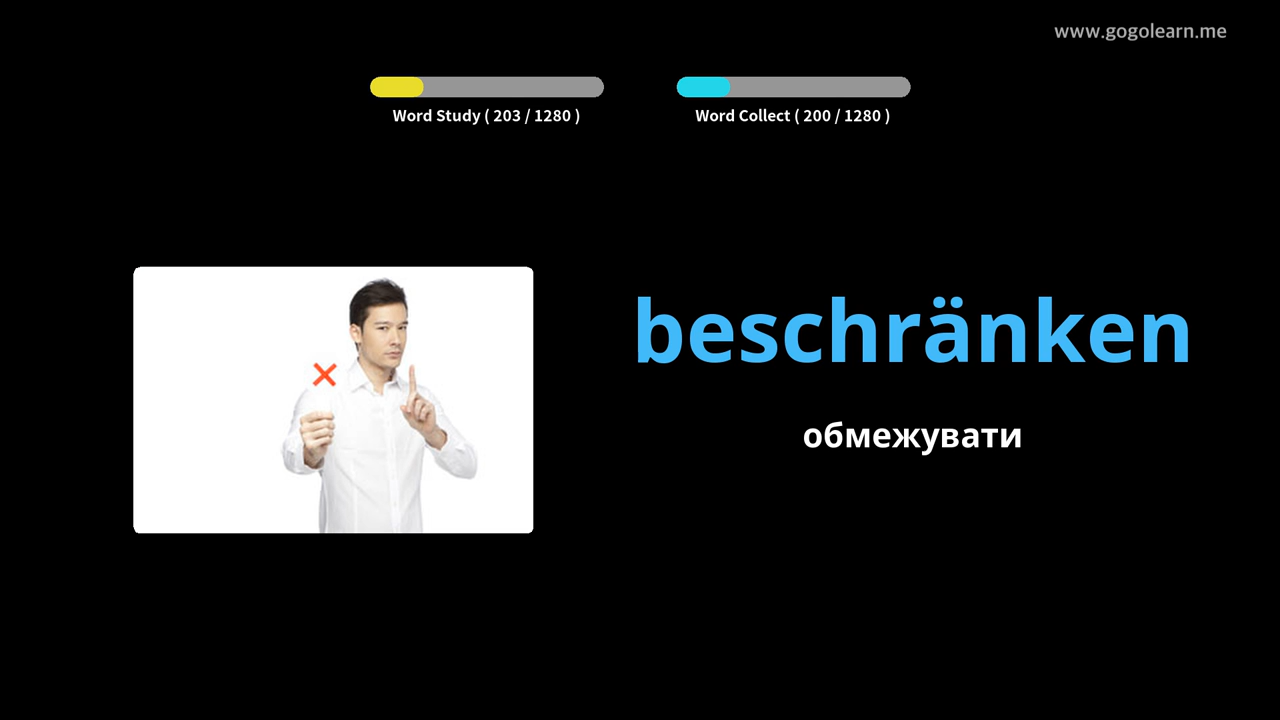 www.gogolearn.me
Word Study ( 203 / 1280 )
Word Collect ( 200 / 1280 )
beschränken
обмежувати